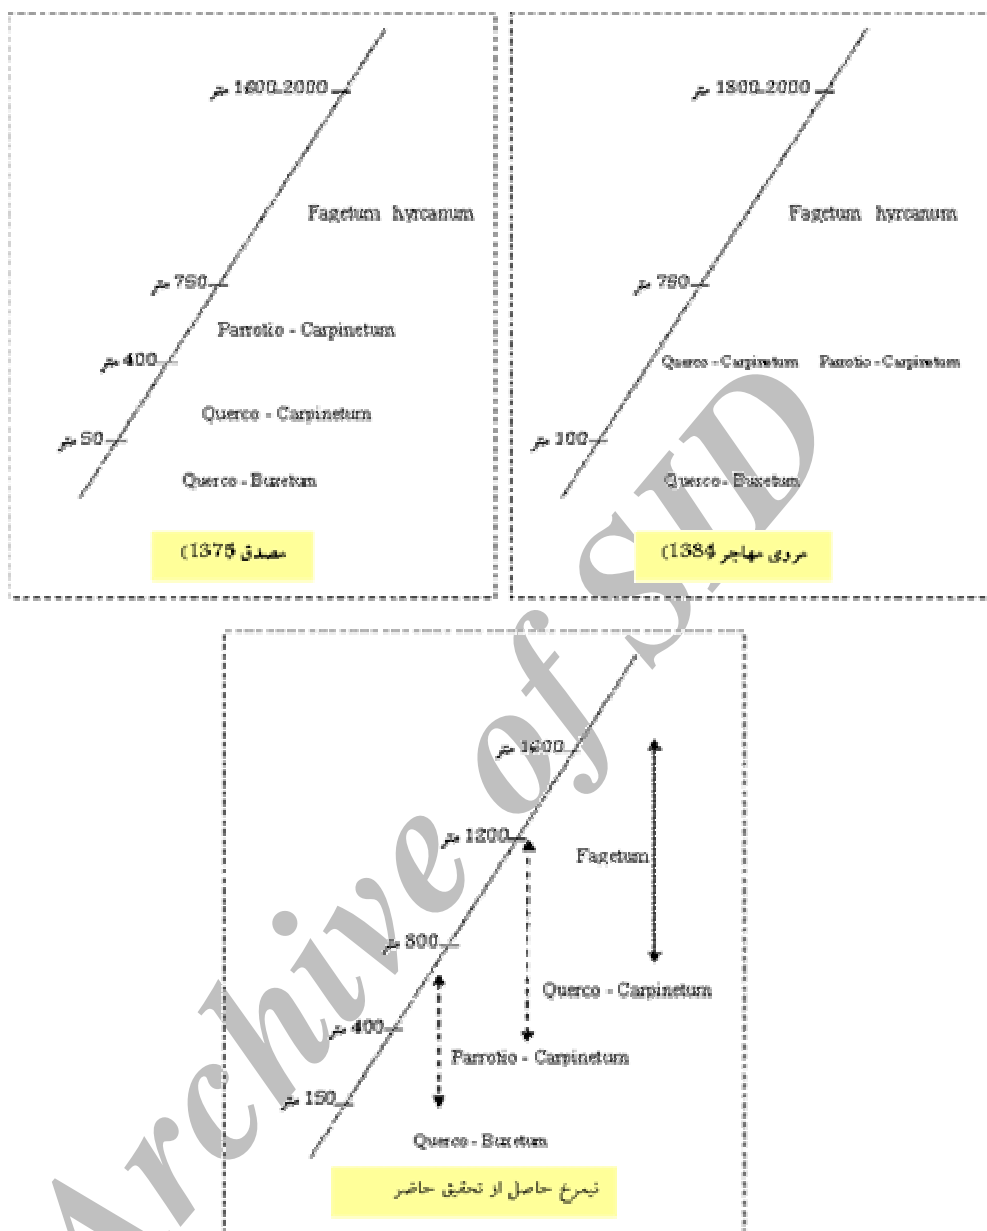 1600-2000 متر
Fagetum hyrcanum
750 متر
Parrotio - Carpinetum
400 متر
Querco - Carpinetum
50 متر
Querco - Buxetum
مصدق 1375)
1800-2000 متر
Fagetum hyrcanum
750 متر
Querco - Carpinetum Parrotio - Carpinetum
100 متر
Querco - Buxetum
مروی مهاجر 1384)
1600 متر
1200 متر
Fagetum
800 متر
Querco - Carpinetum
400 متر
Parrotio - Carpinetum
150 متر
Querco - Buxetum
نیمرخ حاصل از تحقیق حاضر
Archive of SID